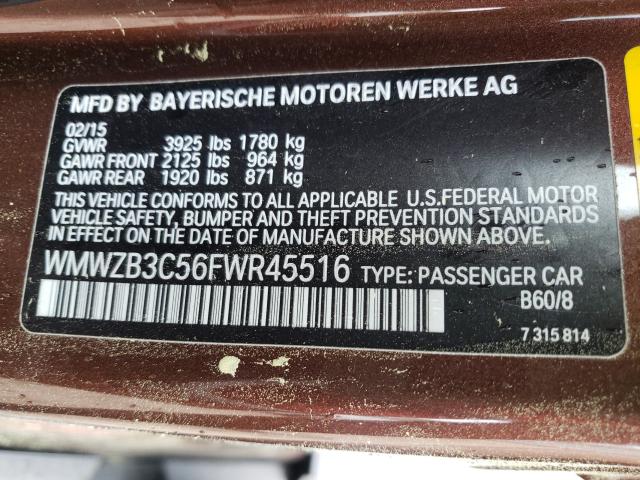 MFD BY BAYERISCHE MOTOREN WERKE AG
02/15
GVWR 3925 lbs 1780 kg
GAWR FRONT 2125 lbs 964 kg
GAWR REAR 1920 lbs 871 kg
THIS VEHICLE CONFORMS TO ALL APPLICABLE U.S.FEDERAL MOTOR
VEHICLE SAFETY, BUMPER AND THEFT PREVENTION STANDARDS
IN EFFECT ON THE DATE OF MANUFACTURE SHOWN ABOVE.
WMWZB3C56FWR45516 TYPE: PASSENGER CAR
B60/8
7 315 814